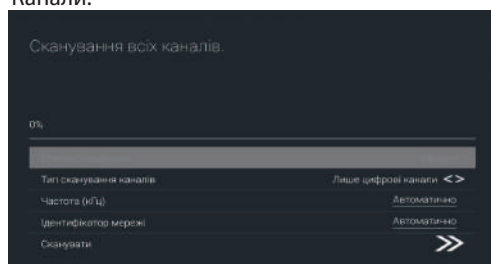 Канали.
Сканування всіх каналів.
0%
Тип сканування каналів Лише цифрові канали <>
Частота (кГц) Автоматично
Ідентифікатор мережі Автоматично
Сканувати